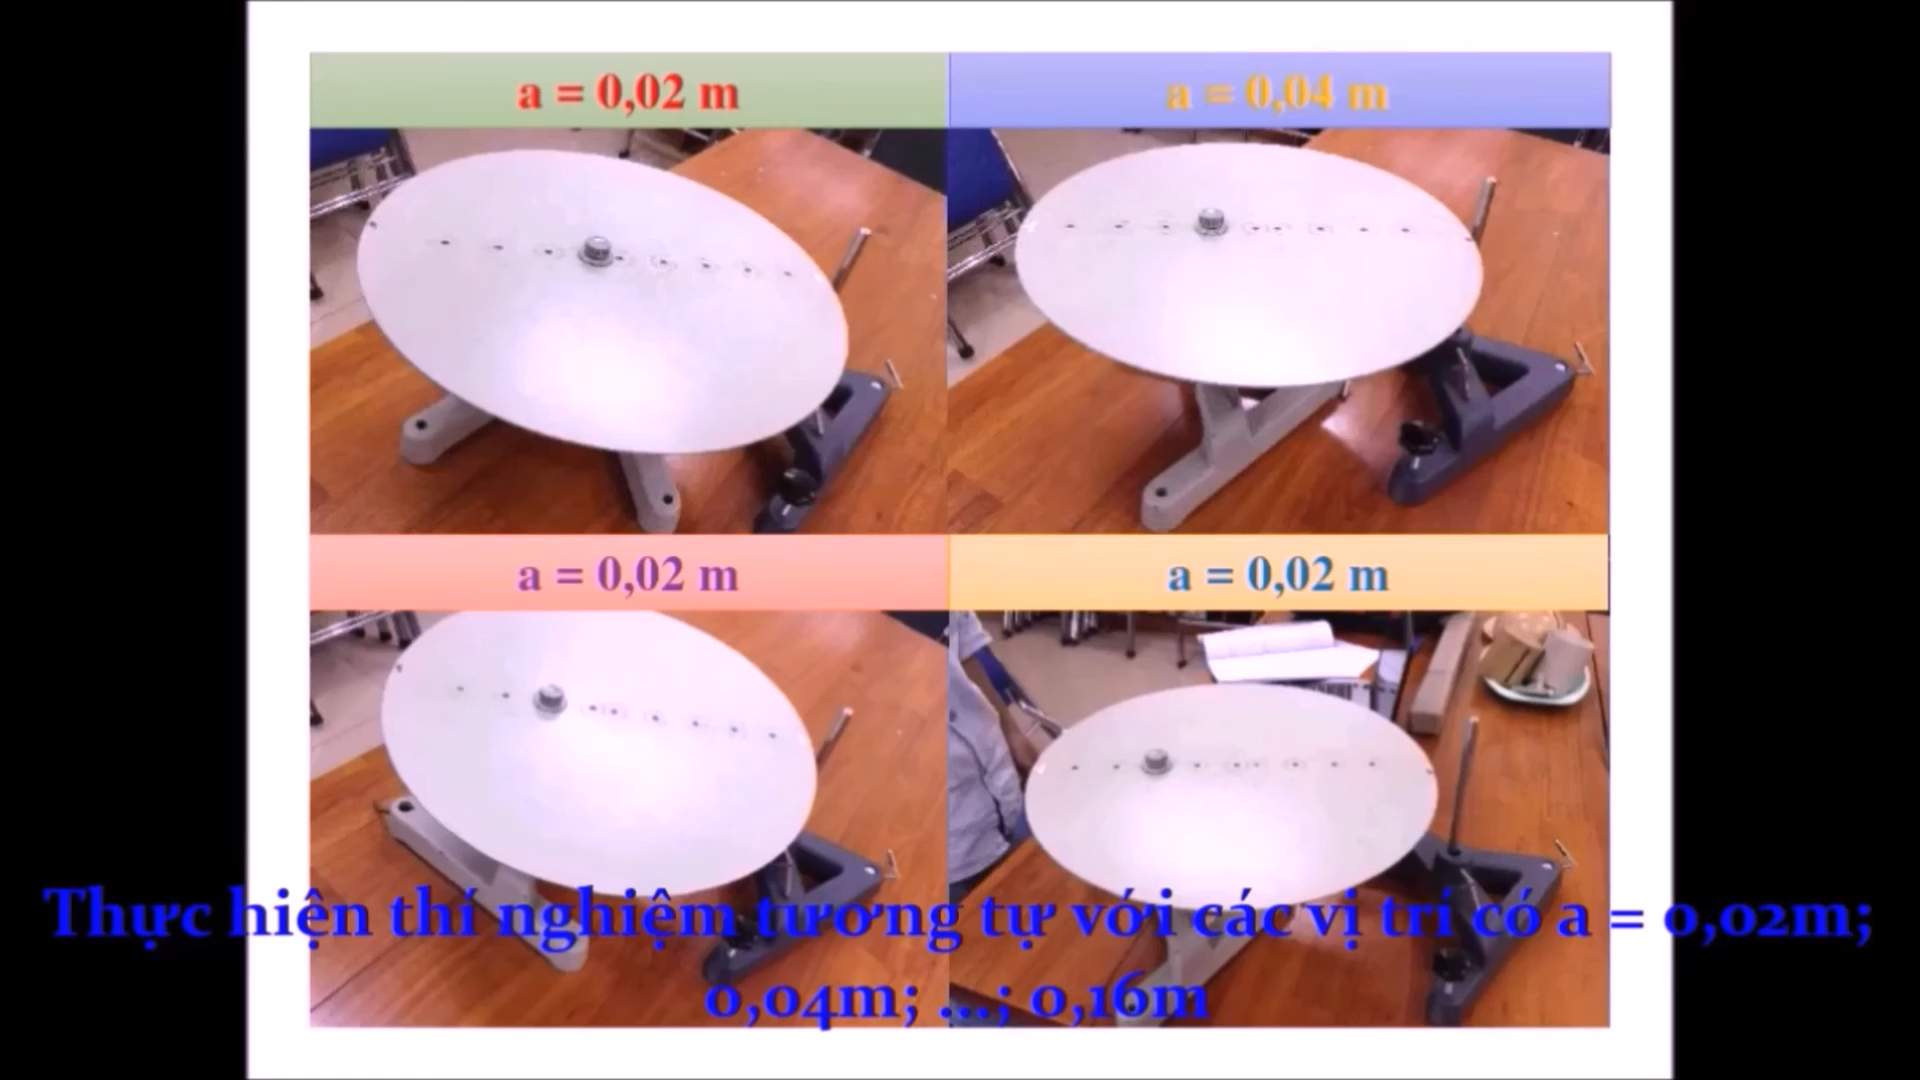 a = 0,02 m
a = 0,04 m
a = 0,02 m
a = 0,02 m
Thực hiện thí nghiệm tương tự với các vị trí có a = 0,02m;
0,04m; ...; 0,16m